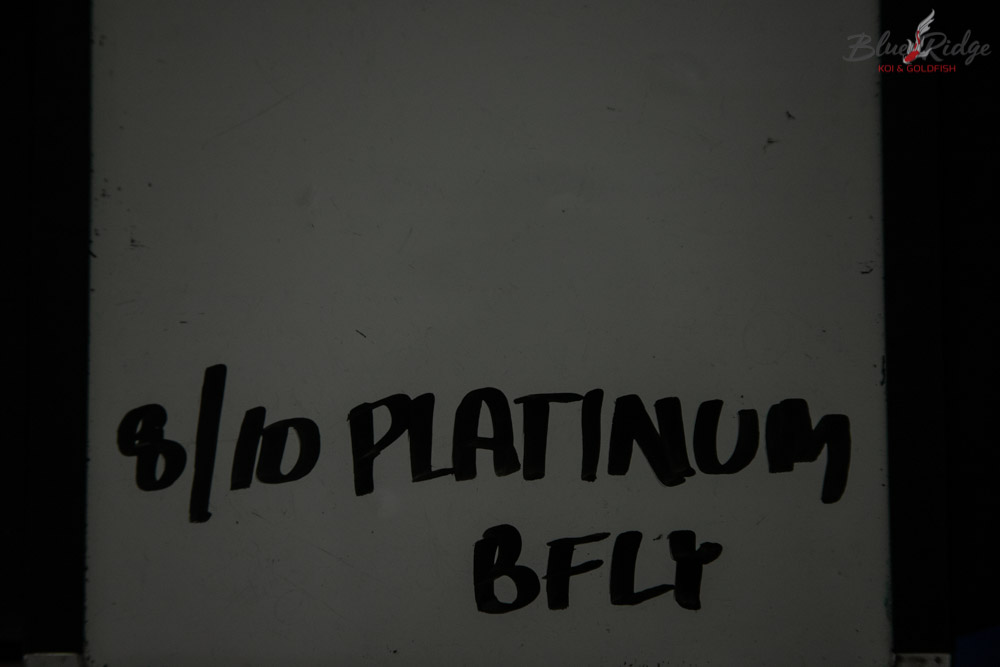 Blue Ridge
KOI & GOLDFISH
8/10 PLATINUM
BFLY